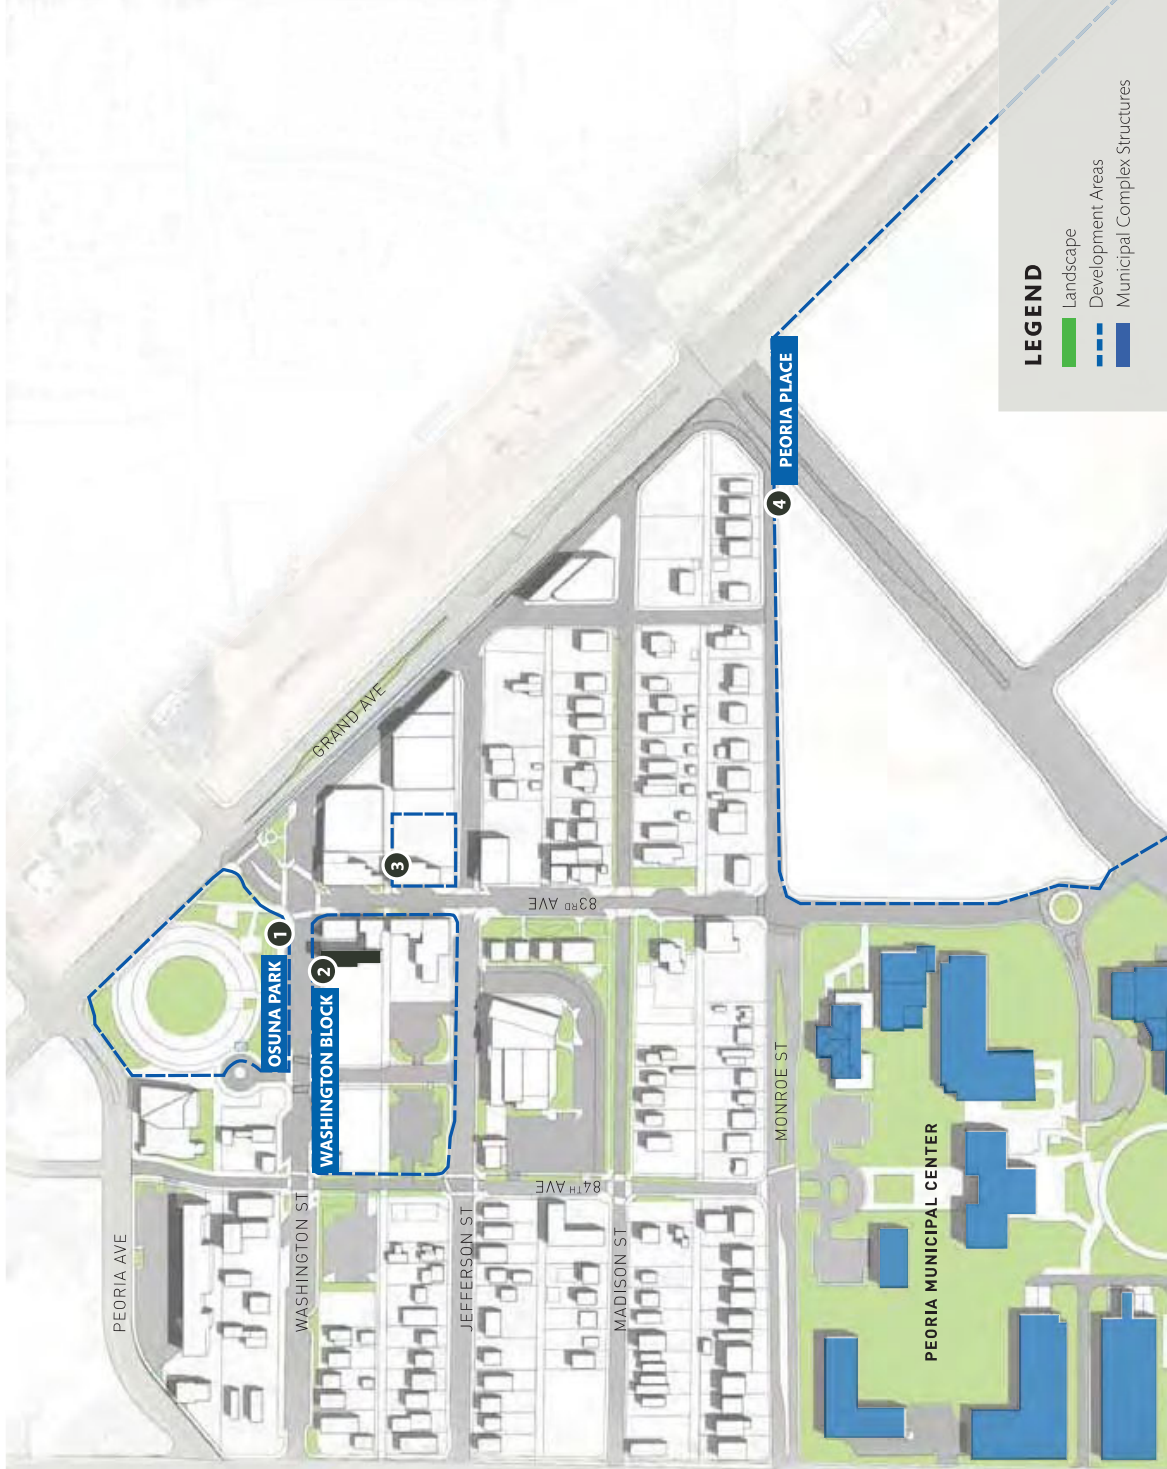 PEORIA AVE
OSUNA PARK
1
WASHINGTON ST
WASHINGTON BLOCK
2
GRAND AVE
3
JEFFERSON ST
84TH AVE
83RD AVE
MADISON ST
MONROE ST
4
PEORIA PLACE
PEORIA MUNICIPAL CENTER
LEGEND
Landscape
Development Areas
Municipal Complex Structures